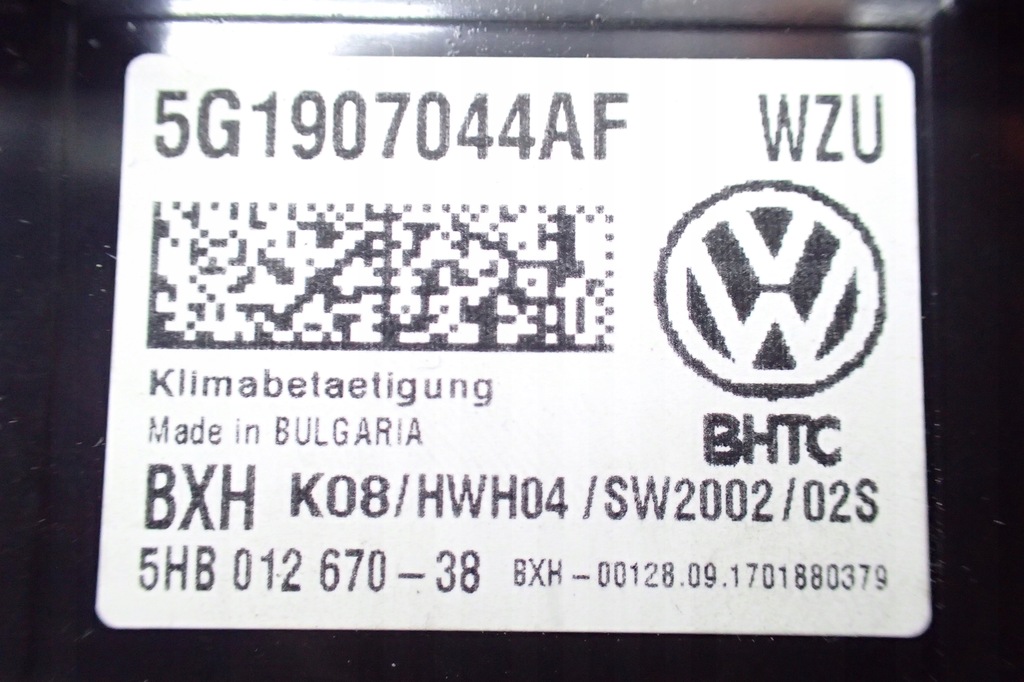 5G1907044AF WZU
Klimabetaetigung
Made in BULGARIA
BHTC
BXH K08/HWH04/SW2002/02S
5HB 012 670-38 BXH-00128.09.1701880379